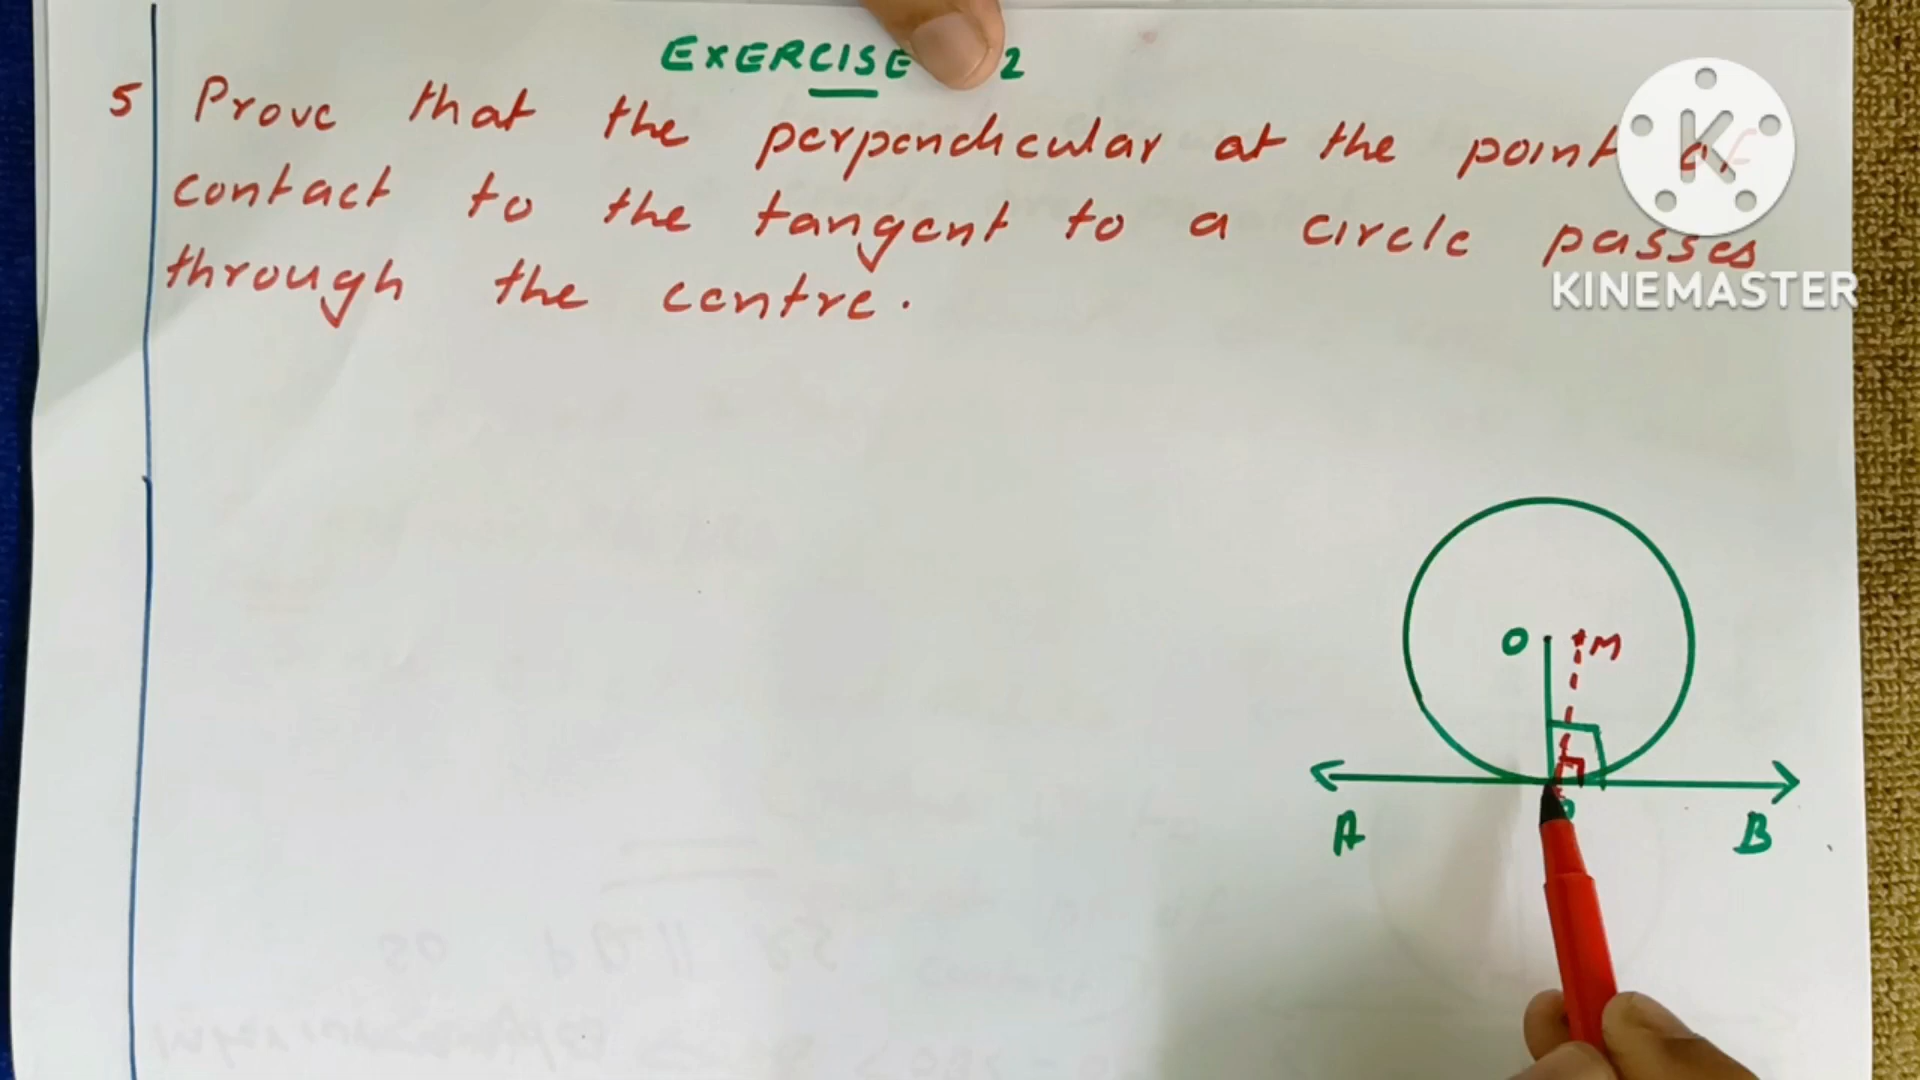 EXERCISE 2
5 Prove that the perpendicular at the point of
contact to the tangent to a circle passes
through the centre.
K
KINEMASTER
O M
A B